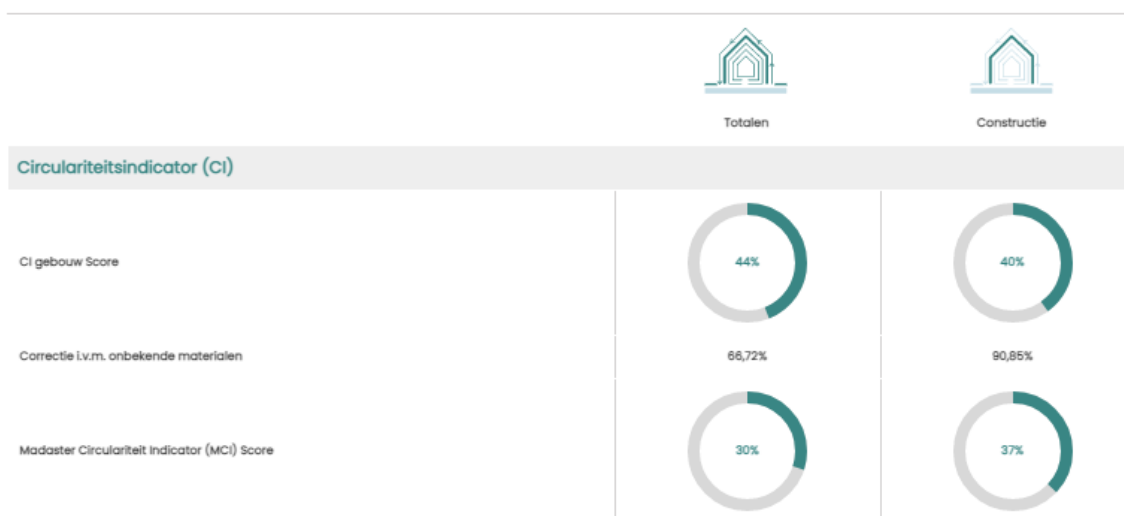 Totalen
Constructie
Circulariteitsindicator (CI)
CI gebouw Score
44%
40%
Correctie i.v.m. onbekende materialen
66,72%
90,85%
Madaster Circulariteit Indicator (MCI) Score
30%
37%